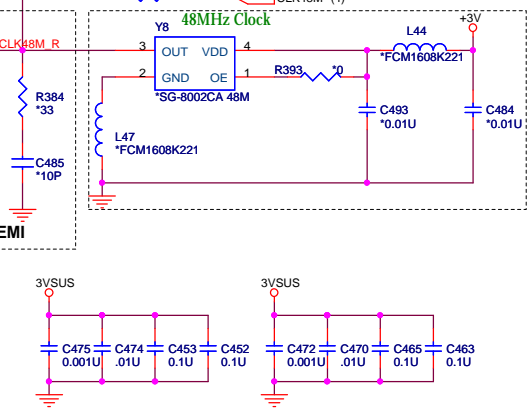 48MHz Clock
+3V
CLK48M_R
Y8
L44
3 OUT VDD 4
*FCM1608K221
2 GND OE 1
R393 *0
R384
*33
*SG-8002CA 48M
C493
*0.01U
C484
*0.01U
L47
*FCM1608K221
C485
*10P
EMI
3VSUS
3VSUS
C475
0.001U
C474
.01U
C453
0.1U
C452
0.1U
C472
0.001U
C470
.01U
C465
0.1U
C463
0.1U